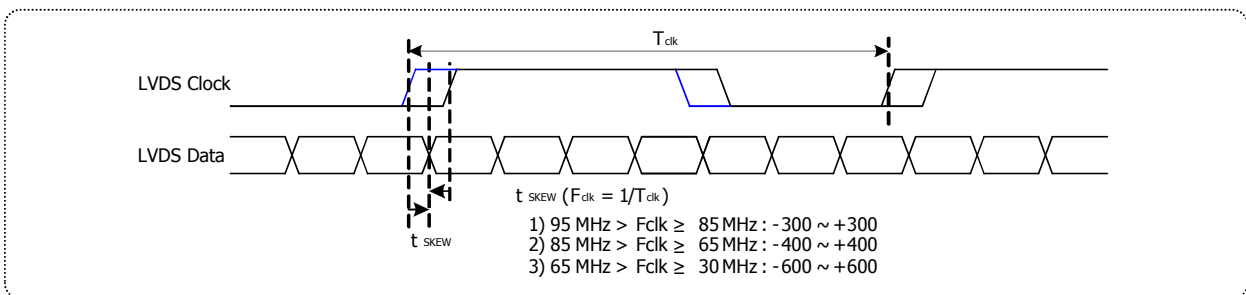 Tclk
LVDS Clock
LVDS Data
t SKEW (Fclk = 1/Tclk)
t SKEW
1) 95 MHz > Fclk ≥ 85 MHz : -300 ~ +300
2) 85 MHz > Fclk ≥ 65 MHz : -400 ~ +400
3) 65 MHz > Fclk ≥ 30 MHz : -600 ~ +600